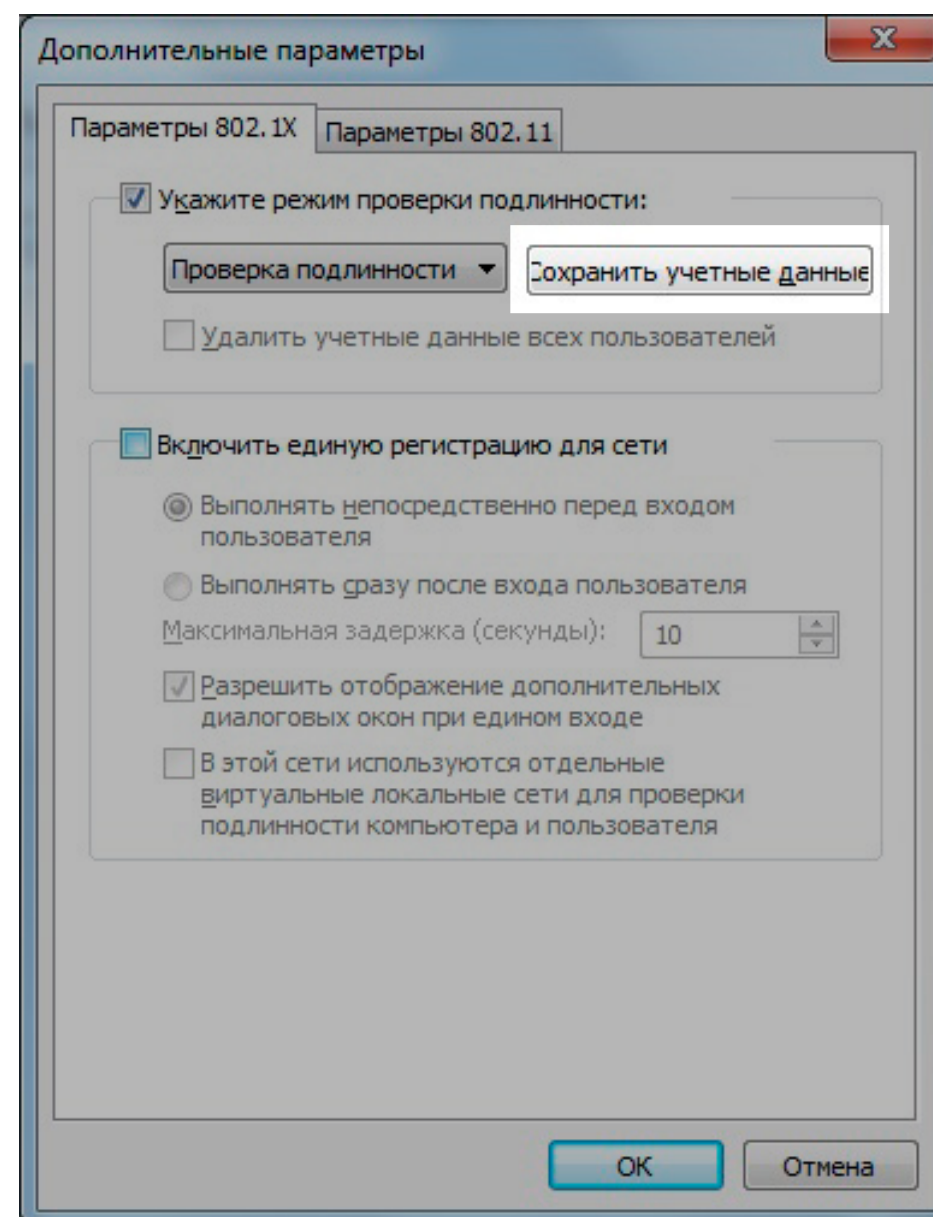 Дополнительные параметры
Параметры 802.1X
Параметры 802.11
Укажите режим проверки подлинности:
Проверка подлинности
Сохранить учетные данные
Удалить учетные данные всех пользователей
Включить единую регистрацию для сети
Выполнять непосредственно перед входом
пользователя
Выполнять сразу после входа пользователя
Максимальная задержка (секунды):
10
Разрешить отображение дополнительных
диалоговых окон при едином входе
В этой сети используются отдельные
виртуальные локальные сети для проверки
подлинности компьютера и пользователя
ОК
Отмена